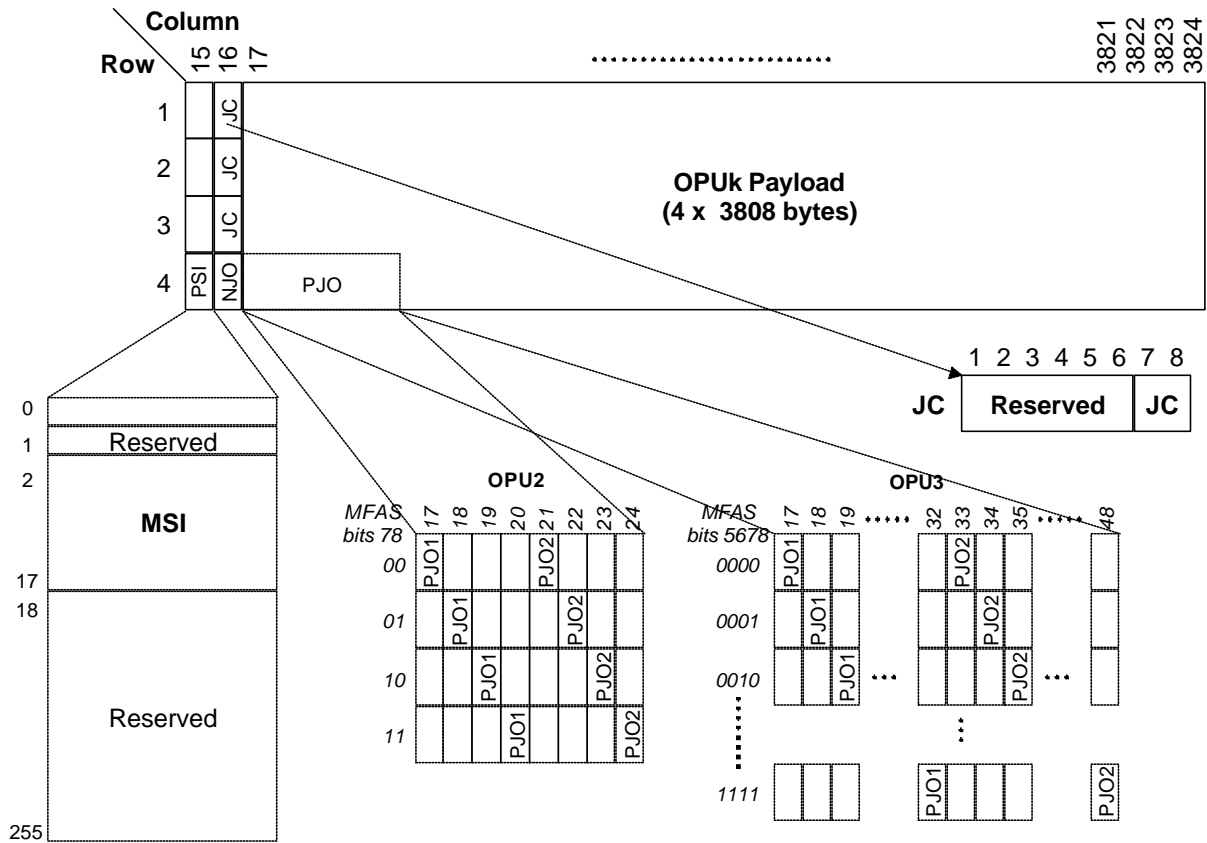 Column
Row 15 16 17 ........................... 3821 3822 3823 3824
1 JC
2 JC
3 JC
4 PSI NJO PJO
OPUk Payload
(4 x 3808 bytes)
1 2 3 4 5 6 7 8
JC Reserved JC
0
1 Reserved
2
MSI
17
18
Reserved
255
OPU2
MFAS
bits 78
17 18 19 20 21 22 23 24
00 PJO1 PJO2
01 PJO1 PJO2
10 PJO1 PJO2
11 PJO1 PJO2
OPU3
MFAS
bits 5678
17 18 19 ...... 32 33 34 35 ...... 48
0000 PJO1 PJO2
0001 PJO1 PJO2
0010 PJO1 ... PJO2 ...
1111 PJO1 PJO2